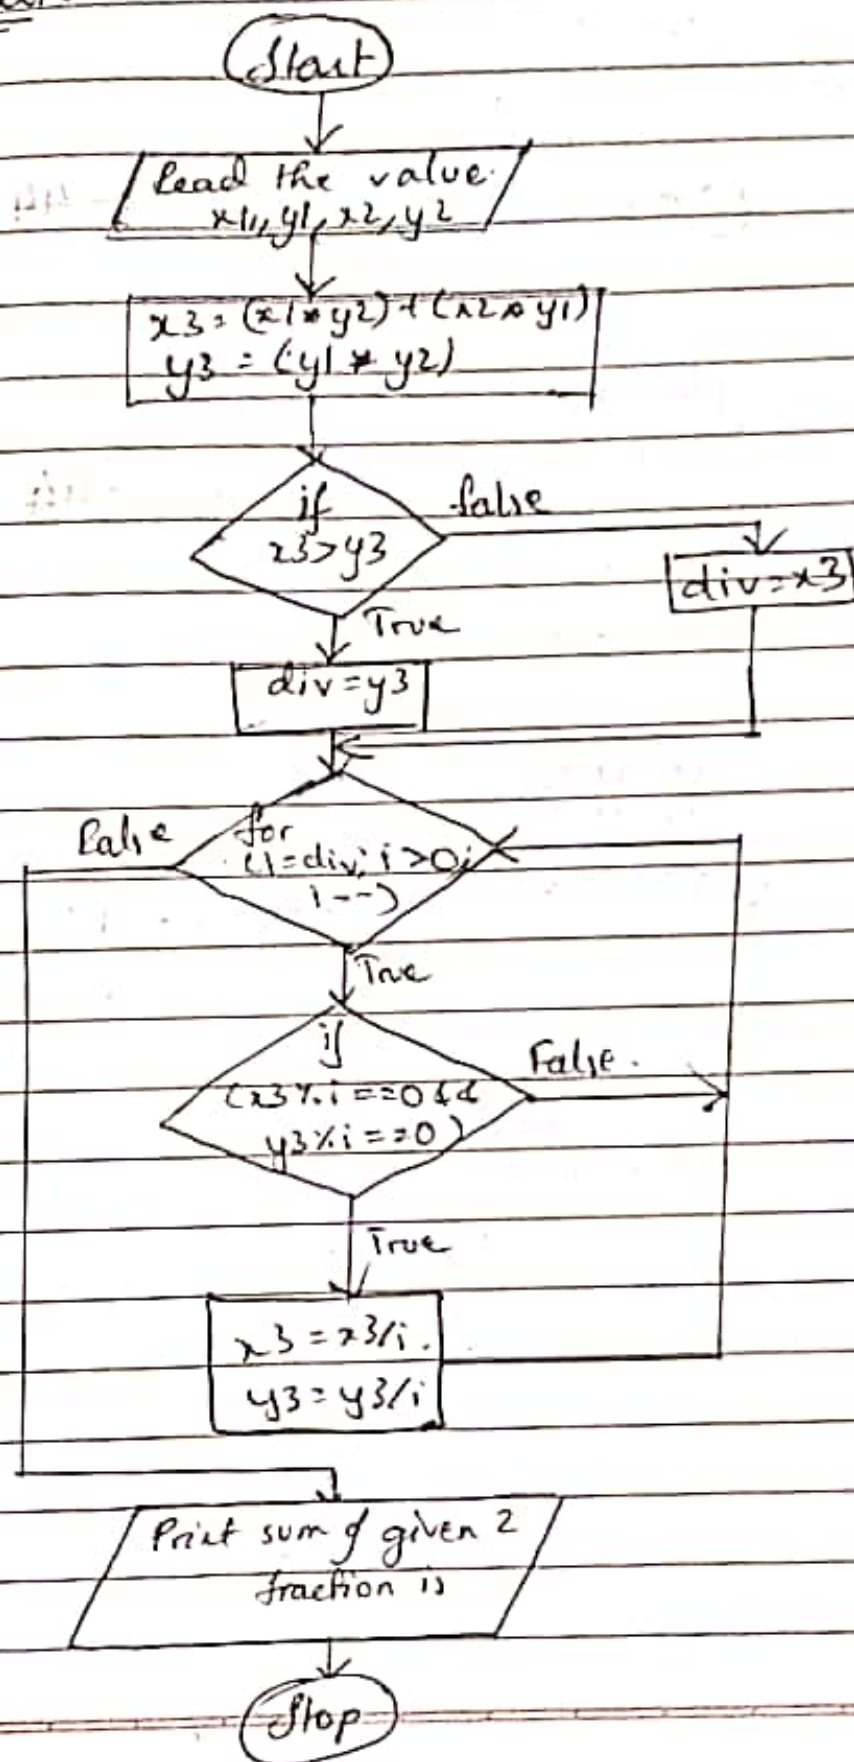 Start
Read the value
x1, y1, x2, y2
x3 = (x1 * y2) + (x2 * y1)
y3 = (y1 * y2)
if
x3>y3
false
div=x3
True
div=y3
False
for
(i=div; i>0;
i--)
True
if
(x3%i==0 &&
y3%i==0)
False.
True
x3 = x3/i.
y3 = y3/i
Print sum of given 2
fraction is
Stop